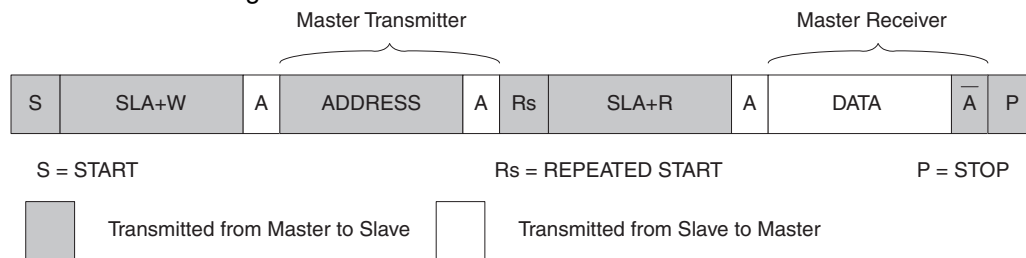 Master Transmitter Master Receiver
S SLA+W A ADDRESS A Rs SLA+R A DATA A̅ P
S = START Rs = REPEATED START P = STOP
Transmitted from Master to Slave Transmitted from Slave to Master